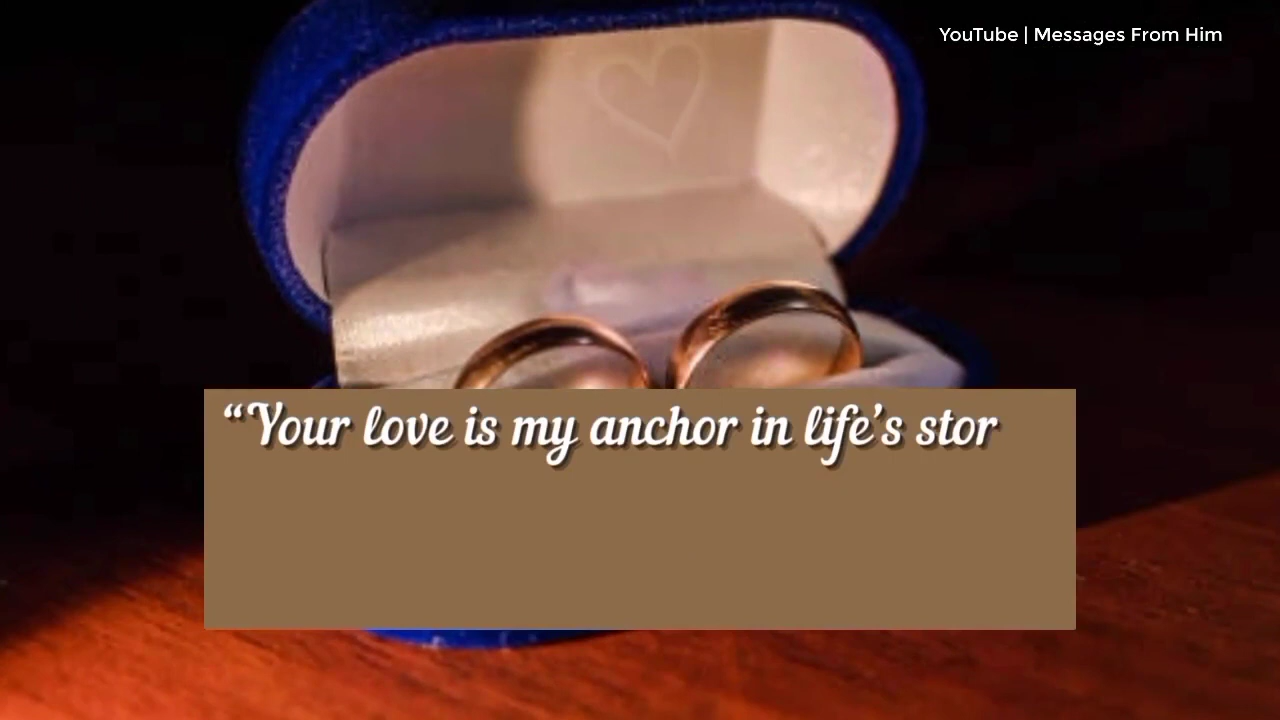 YouTube | Messages From Him
“Your love is my anchor in life’s stor